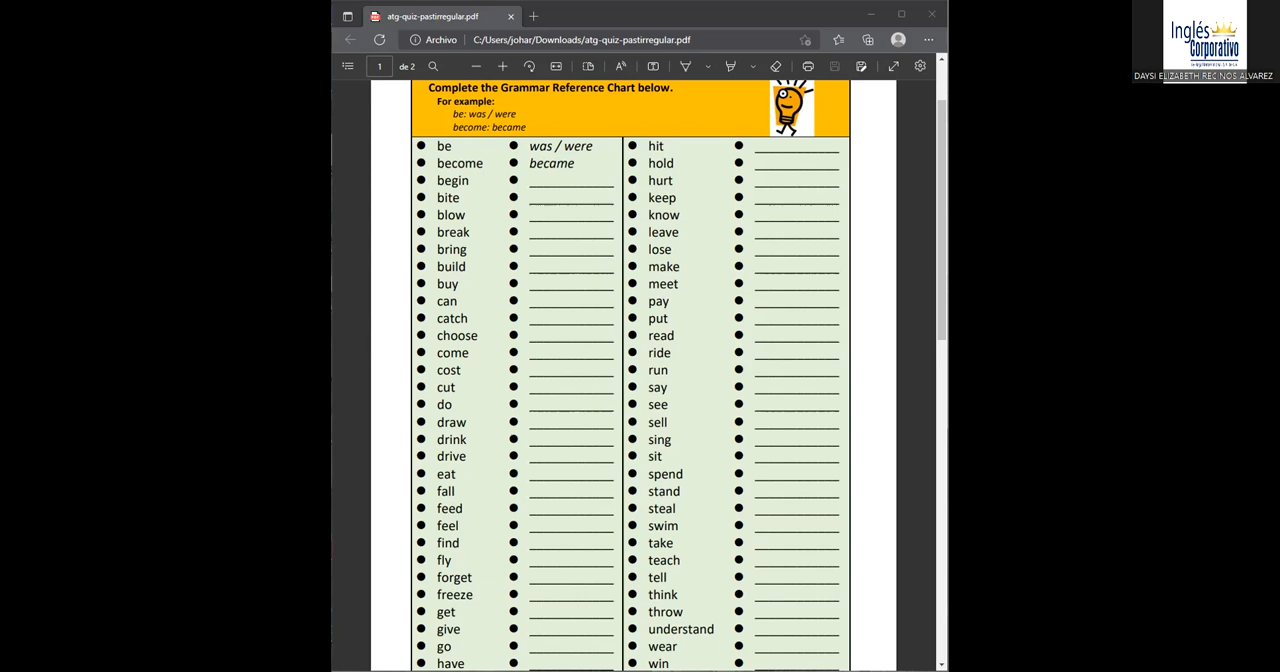 atg-quiz-pastirregular.pdf
Archivo C:/Users/johar/Downloads/atg-quiz-pastirregular.pdf
1 de 2
Complete the Grammar Reference Chart below.
For example:
be: was / were
become: became
be was / were
become became
begin
bite
blow
break
bring
build
buy
can
catch
choose
come
cost
cut
do
draw
drink
drive
eat
fall
feed
feel
find
fly
forget
freeze
get
give
go
have
hit
hold
hurt
keep
know
leave
lose
make
meet
pay
put
read
ride
run
say
see
sell
sing
sit
spend
stand
steal
swim
take
teach
tell
think
throw
understand
wear
win
Inglés
Corporativo
DAYSI ELIZABETH RECINOS ALVAREZ